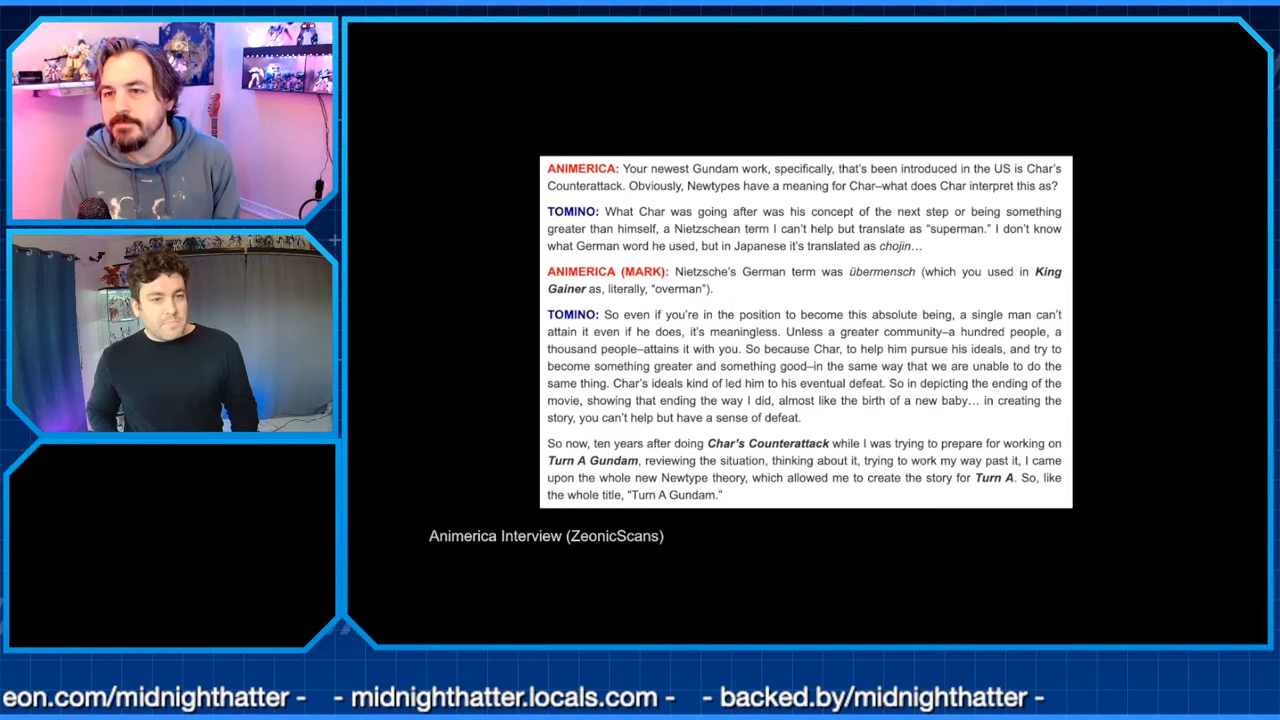 ANIMERICA: Your newest Gundam work, specifically, that's been introduced in the US is Char's
Counterattack. Obviously, Newtypes have a meaning for Char–what does Char interpret this as?
TOMINO: What Char was going after was his concept of the next step or being something
greater than himself, a Nietzschean term I can't help but translate as “superman.” I don't know
what German word he used, but in Japanese it's translated as chojin…
ANIMERICA (MARK): Nietzsche's German term was übermensch (which you used in King
Gainer as, literally, “overman”).
TOMINO: So even if you're in the position to become this absolute being, a single man can't
attain it even if he does, it's meaningless. Unless a greater community–a hundred people, a
thousand people–attains it with you. So because Char, to help him pursue his ideals, and try to
become something greater and something good–in the same way that we are unable to do the
same thing. Char's ideals kind of led him to his eventual defeat. So in depicting the ending of the
movie, showing that ending the way I did, almost like the birth of a new baby… in creating the
story, you can't help but have a sense of defeat.
So now, ten years after doing Char's Counterattack while I was trying to prepare for working on
Turn A Gundam, reviewing the situation, thinking about it, trying to work my way past it, I came
upon the whole new Newtype theory, which allowed me to create the story for Turn A. So, like
the whole title, “Turn A Gundam.”
Animerica Interview (ZeonicScans)
eon.com/midnighthatter - - midnighthatter.locals.com - - backed.by/midnighthatter -